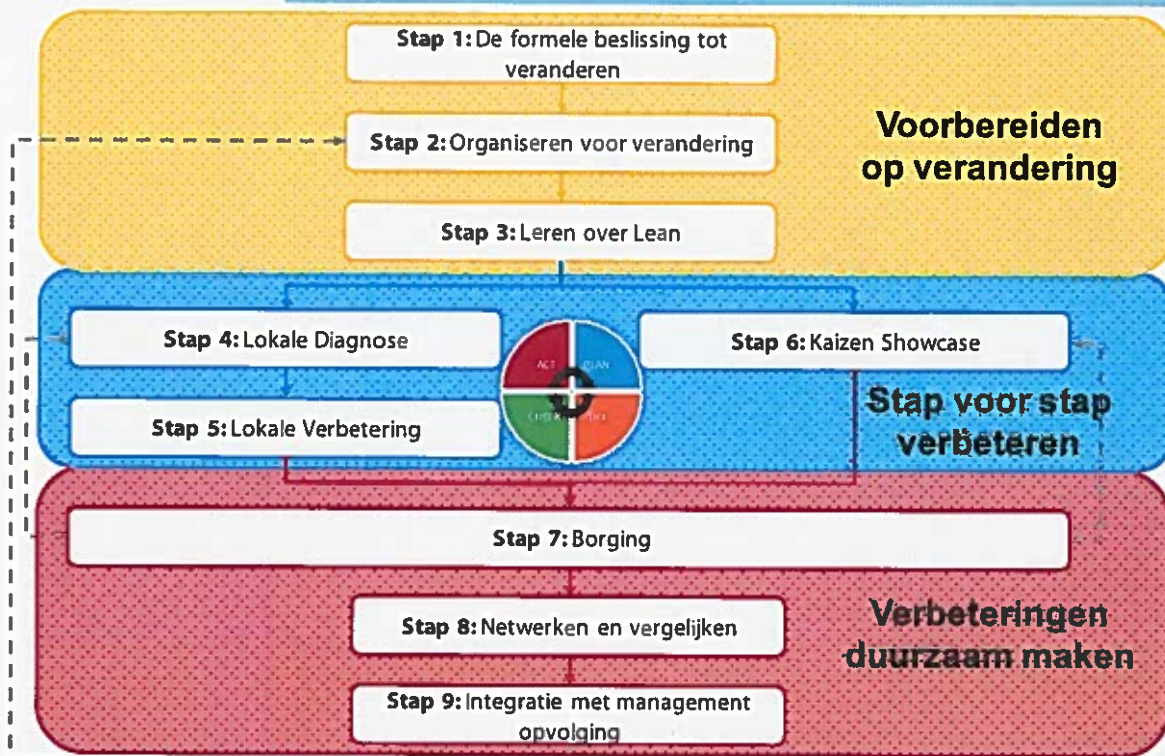 Stap 1: De formele beslissing tot
veranderen
Stap 2: Organiseren voor verandering
Voorbereiden
op verandering
Stap 3: Leren over Lean
Stap 4: Lokale Diagnose
ACT
PLAN
Stap 6: Kaizen Showcase
Stap 5: Lokale Verbetering
Stap voor stap
verbeteren
Stap 7: Borging
Stap 8: Netwerken en vergelijken
Verbeteringen
duurzaam maken
Stap 9: Integratie met management
opvolging